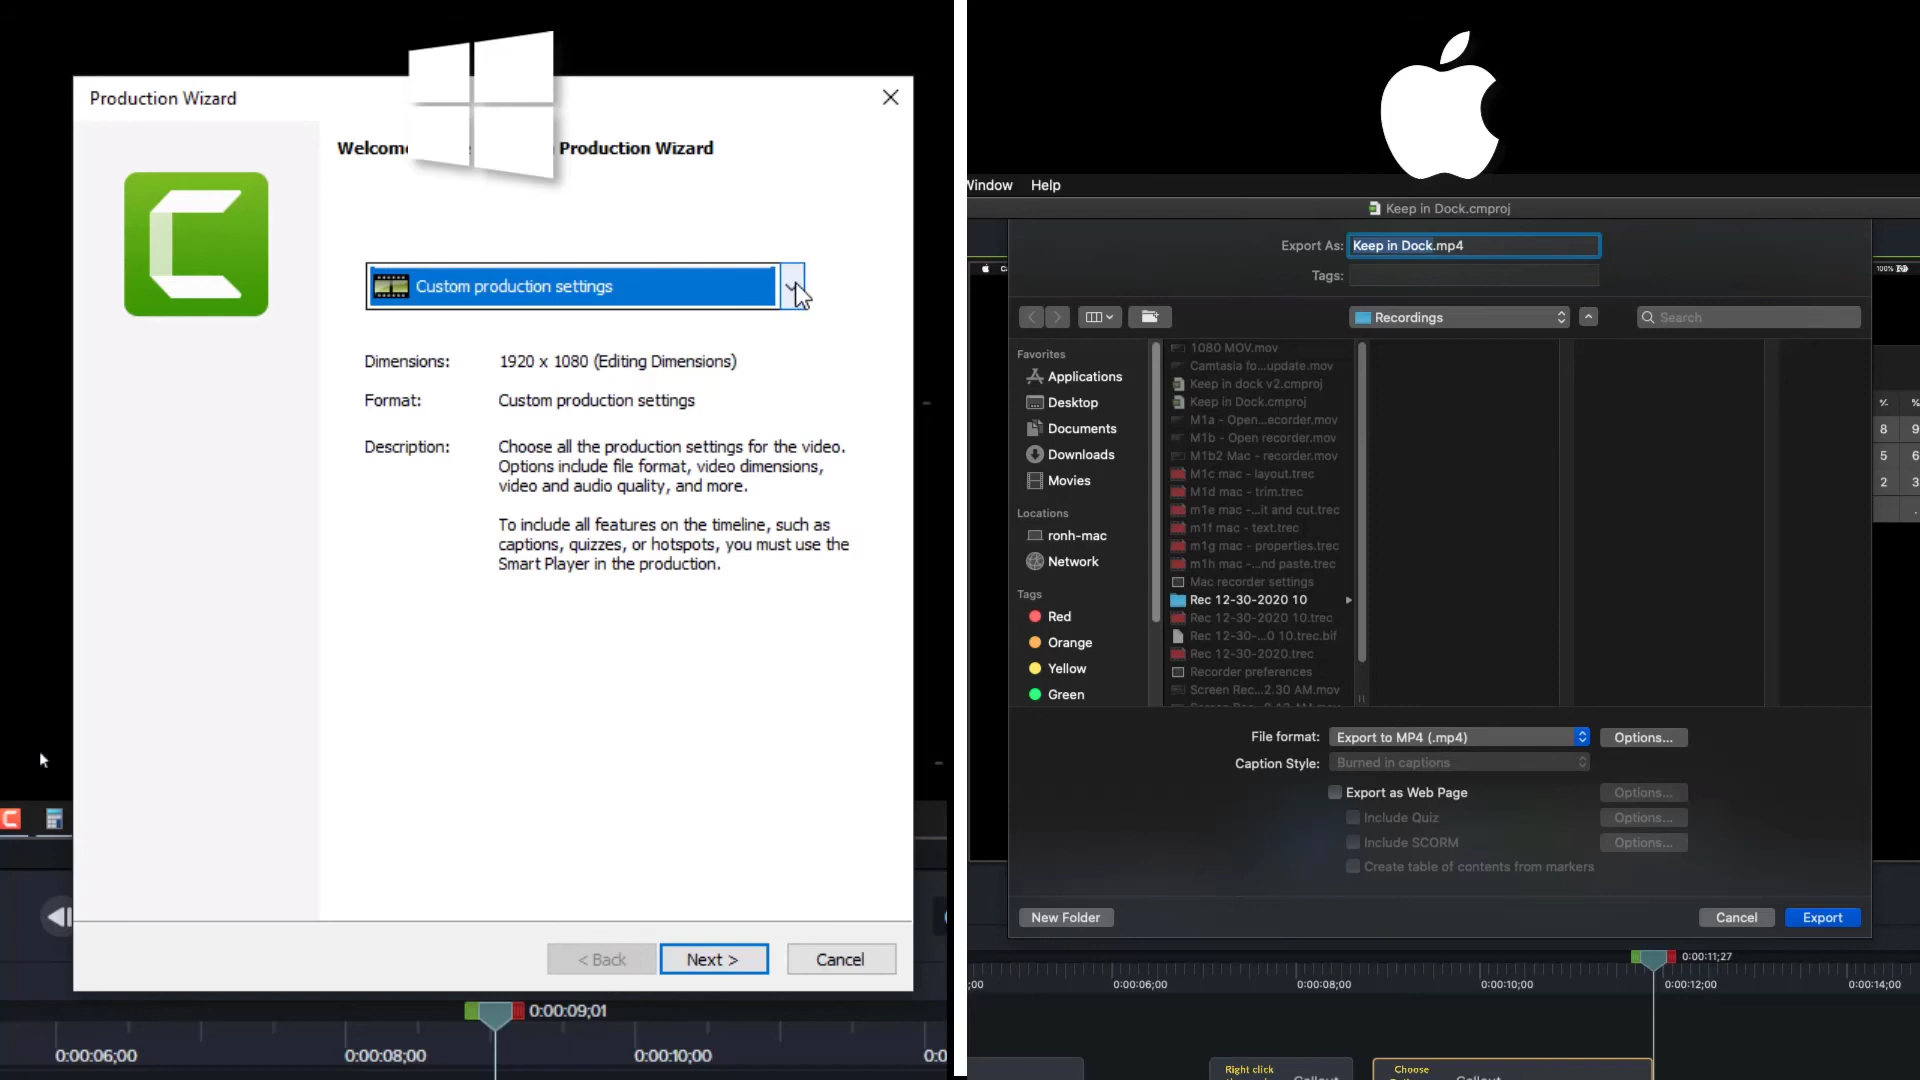 Production Wizard
Welcom
Production Wizard
Custom production settings
Dimensions:
1920 x 1080 (Editing Dimensions)
Format:
Custom production settings
Description:
Choose all the production settings for the video.
Options include file format, video dimensions,
video and audio quality, and more.
To include all features on the timeline, such as
captions, quizzes, or hotspots, you must use the
Smart Player in the production.
< Back
Next >
Cancel
0:00:09;01
0:00:06;00
0:00:08;00
0:00:10;00
Window Help
Keep in Dock.cmproj
Export As: Keep in Dock.mp4
Tags:
100%
Recordings
Search
Favorites
Applications
Desktop
Documents
Downloads
Movies
Locations
ronh-mac
Network
Tags
Red
Orange
Yellow
Green
1080 MOV.mov
Camtasia fo...update.mov
Keep in dock v2.cmproj
Keep in Dock.cmproj
M1a - Open...ecorder.mov
M1b - Open recorder.mov
M1b2 Mac - recorder.mov
M1c mac - layout.trec
M1d mac - trim.trec
m1e mac -...it and cut.trec
m1f mac - text.trec
m1g mac - properties.trec
m1h mac -...nd paste.trec
Mac recorder settings
Rec 12-30-2020 10
Rec 12-30-2020 10.trec
Rec 12-30-...0 10.trec.bif
Rec 12-30-2020.trec
Recorder preferences
Screen Rec...2.30 AM.mov
%
8 9
5 6
2 3
File format: Export to MP4 (.mp4)
Options...
Caption Style: Burned in captions
Export as Web Page
Options...
Include Quiz
Options...
Include SCORM
Options...
Create table of contents from markers
New Folder
Cancel
Export
0:00:11;27
;00
0:00:06;00
0:00:08;00
0:00:10;00
0:00:12;00
0:00:14;00
Right click
Choose